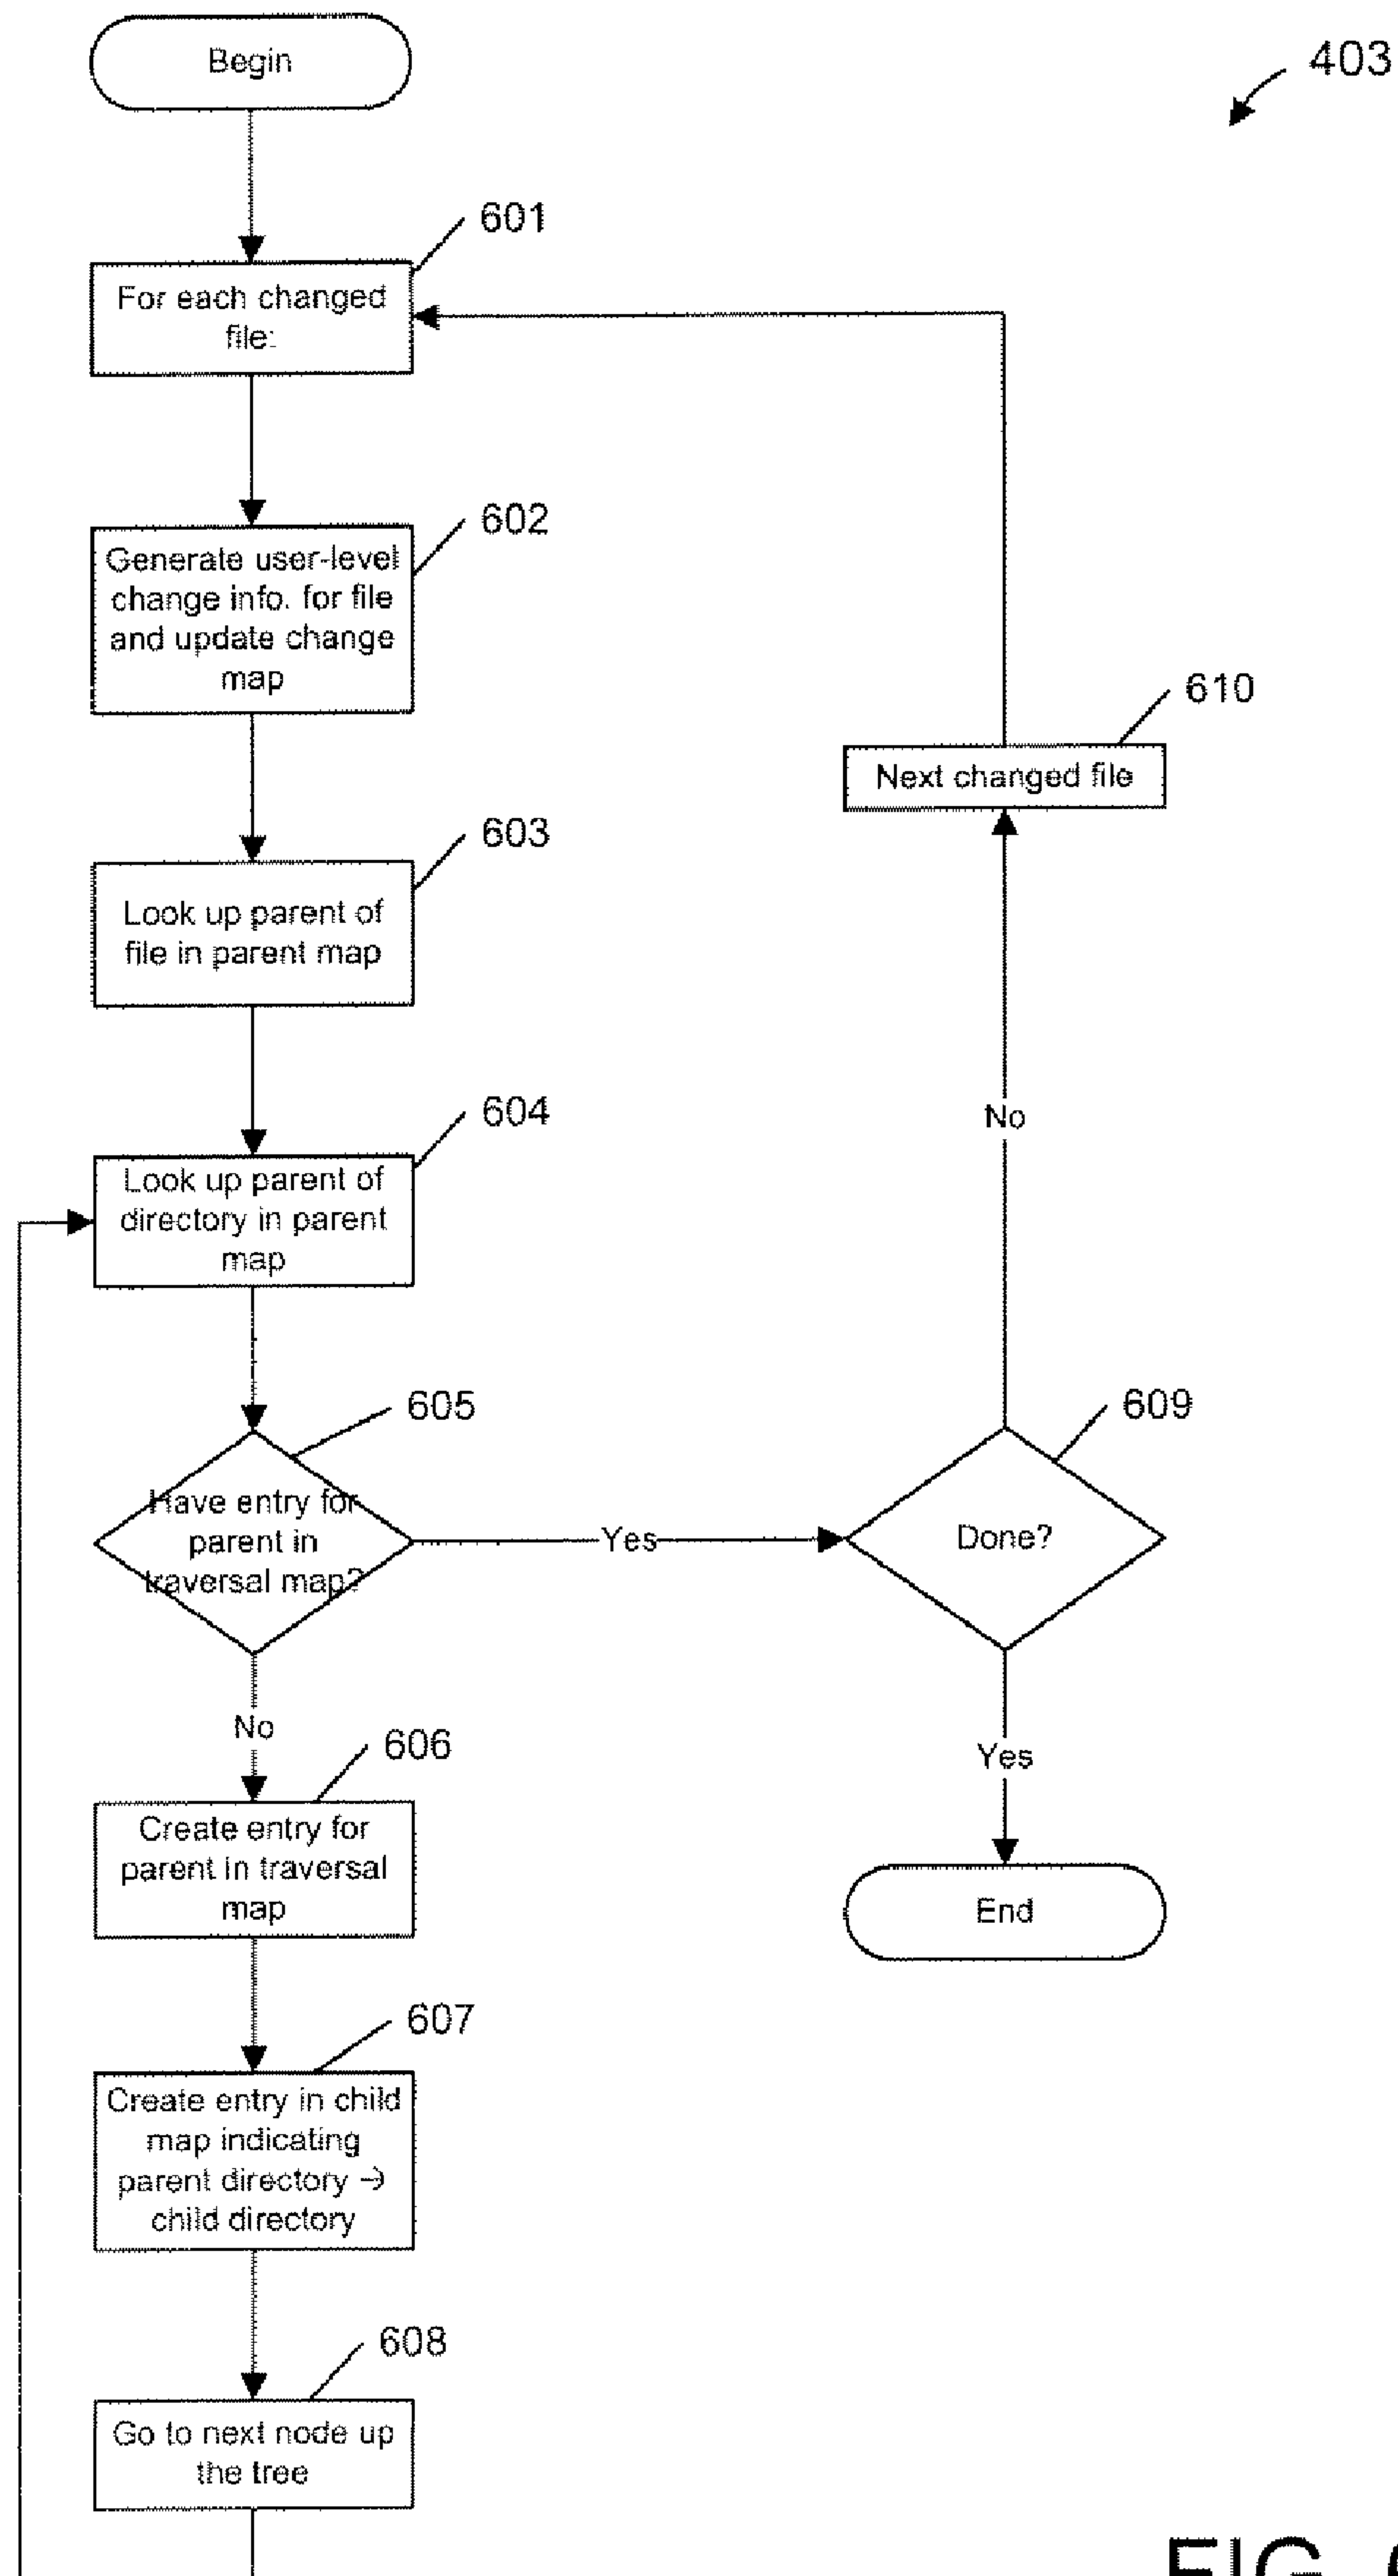 Begin
403
601
For each changed
file:
602
Generate user-level
change info. for file
and update change
map
610
Next changed file
603
Look up parent of
file in parent map
604
Look up parent of
directory in parent
map
No
605
Have entry for
parent in
traversal map?
Yes
609
Done?
No
606
Create entry for
parent in traversal
map
Yes
End
607
Create entry in child
map indicating
parent directory →
child directory
608
Go to next node up
the tree
FIG